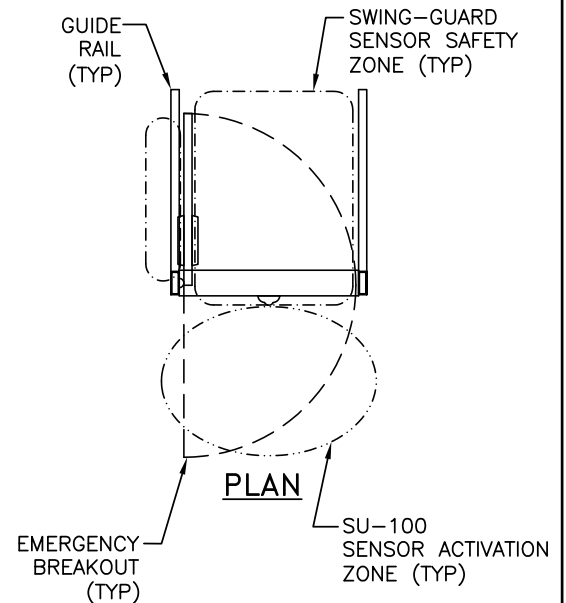 GUIDE
RAIL
(TYP)
SWING-GUARD
SENSOR SAFETY
ZONE (TYP)
PLAN
EMERGENCY
BREAKOUT
(TYP)
SU-100
SENSOR ACTIVATION
ZONE (TYP)